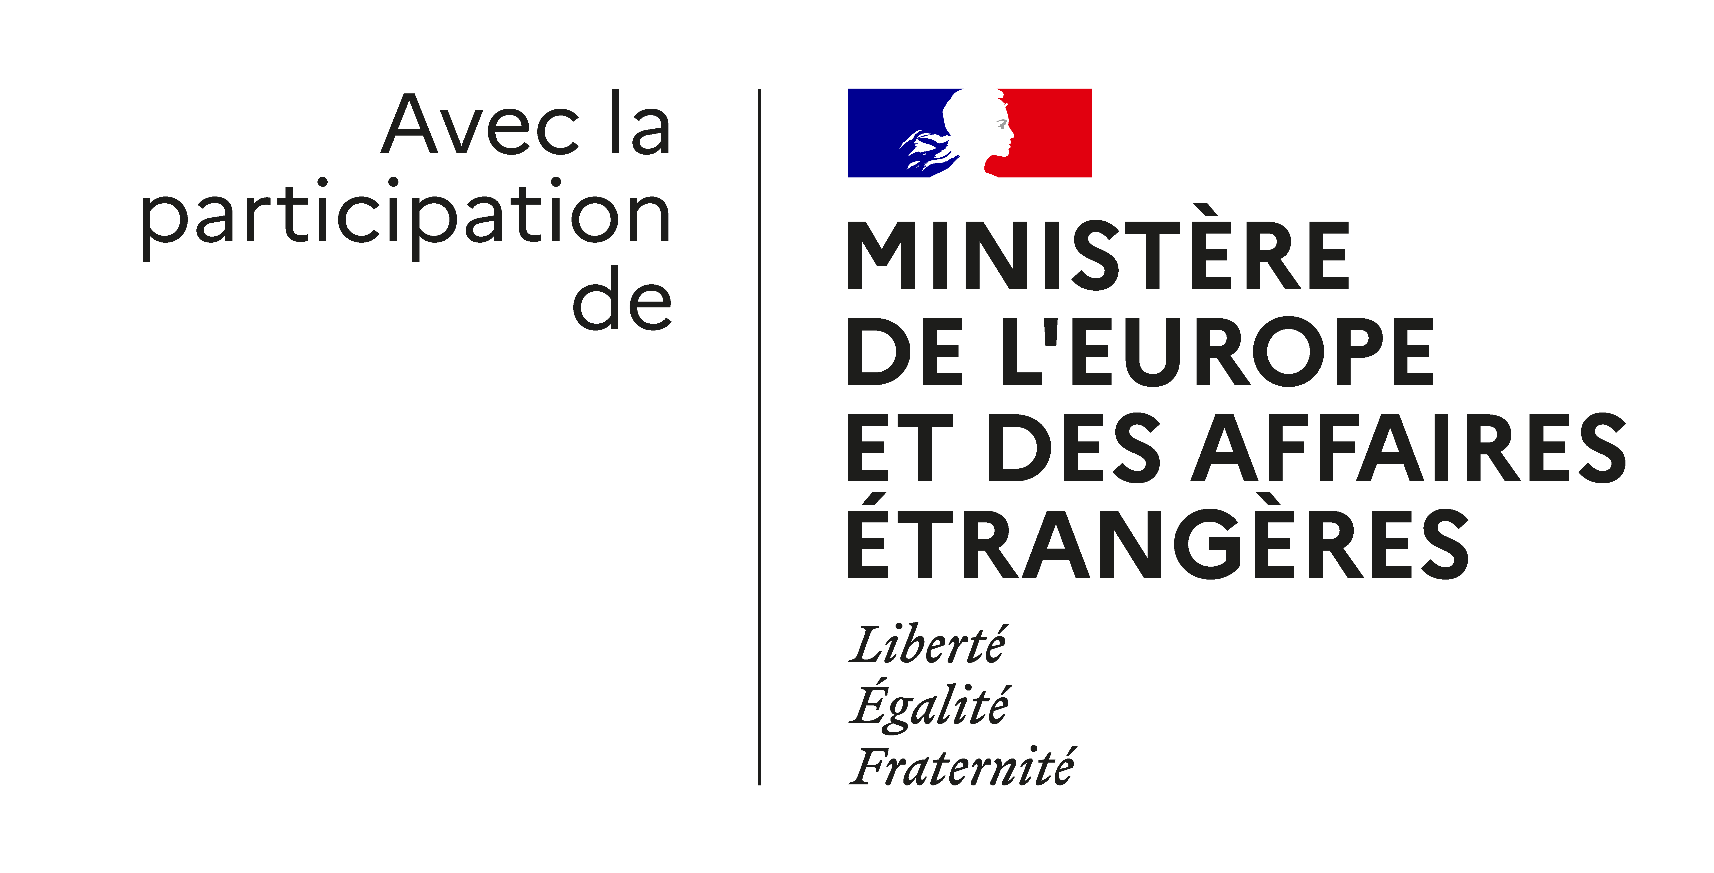 Avec la
participation
de
MINISTÈRE
DE L'EUROPE
ET DES AFFAIRES
ÉTRANGÈRES
Liberté
Égalité
Fraternité